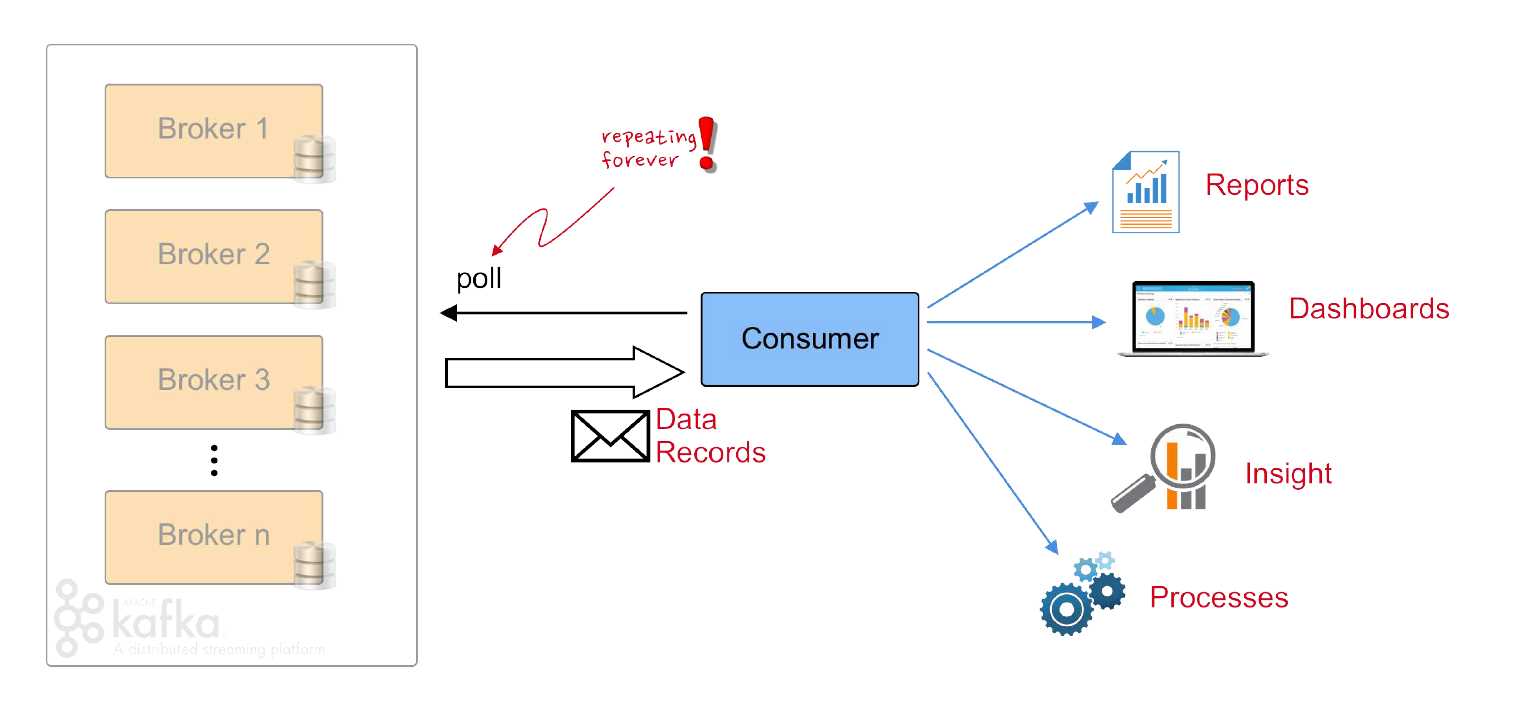 Broker 1
Broker 2
Broker 3
Broker n
APACHE
kafka
A distributed streaming platform
repeating
forever
poll
Consumer
Data
Records
Reports
Dashboards
Insight
Processes